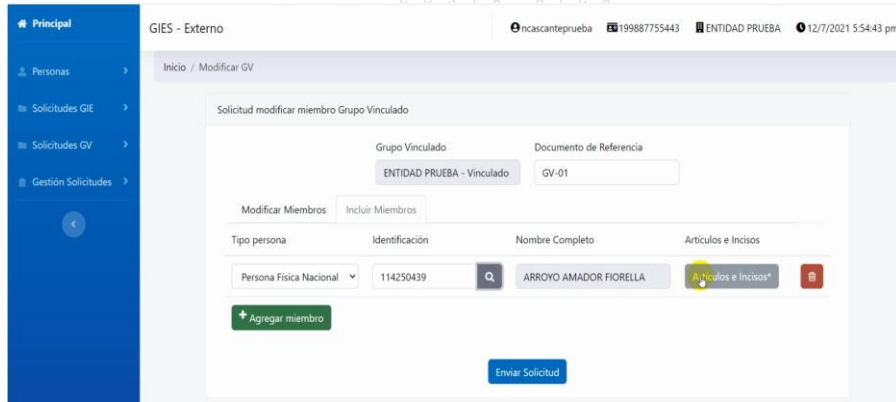 Principal
GIES - Externo
ncascanteprueba 199887755443 ENTIDAD PRUEBA 12/7/2021 5:54:43 pm
Personas
Inicio / Modificar GV
Solicitudes GIE
Solicitudes GV
Gestión Solicitudes
Solicitud modificar miembro Grupo Vinculado
Grupo Vinculado Documento de Referencia
ENTIDAD PRUEBA - Vinculado GV-01
Modificar Miembros Incluir Miembros
Tipo persona Identificación Nombre Completo Artículos e Incisos
Persona Física Nacional 114250439 ARROYO AMADOR FIORELLA Artículos e Incisos*
+ Agregar miembro
Enviar Solicitud